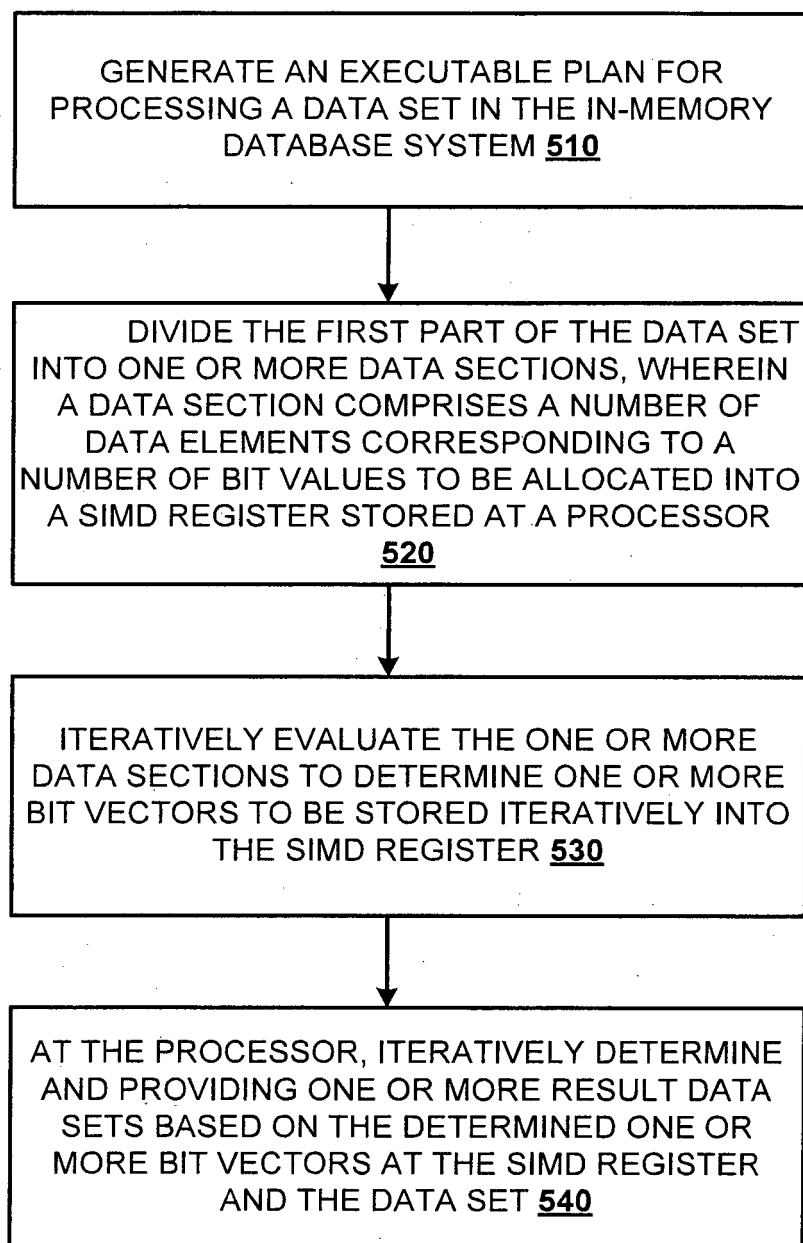 GENERATE AN EXECUTABLE PLAN FOR
PROCESSING A DATA SET IN THE IN-MEMORY
DATABASE SYSTEM 510
DIVIDE THE FIRST PART OF THE DATA SET
INTO ONE OR MORE DATA SECTIONS, WHEREIN
A DATA SECTION COMPRISES A NUMBER OF
DATA ELEMENTS CORRESPONDING TO A
NUMBER OF BIT VALUES TO BE ALLOCATED INTO
A SIMD REGISTER STORED AT A PROCESSOR
520
ITERATIVELY EVALUATE THE ONE OR MORE
DATA SECTIONS TO DETERMINE ONE OR MORE
BIT VECTORS TO BE STORED ITERATIVELY INTO
THE SIMD REGISTER 530
AT THE PROCESSOR, ITERATIVELY DETERMINE
AND PROVIDING ONE OR MORE RESULT DATA
SETS BASED ON THE DETERMINED ONE OR
MORE BIT VECTORS AT THE SIMD REGISTER
AND THE DATA SET 540